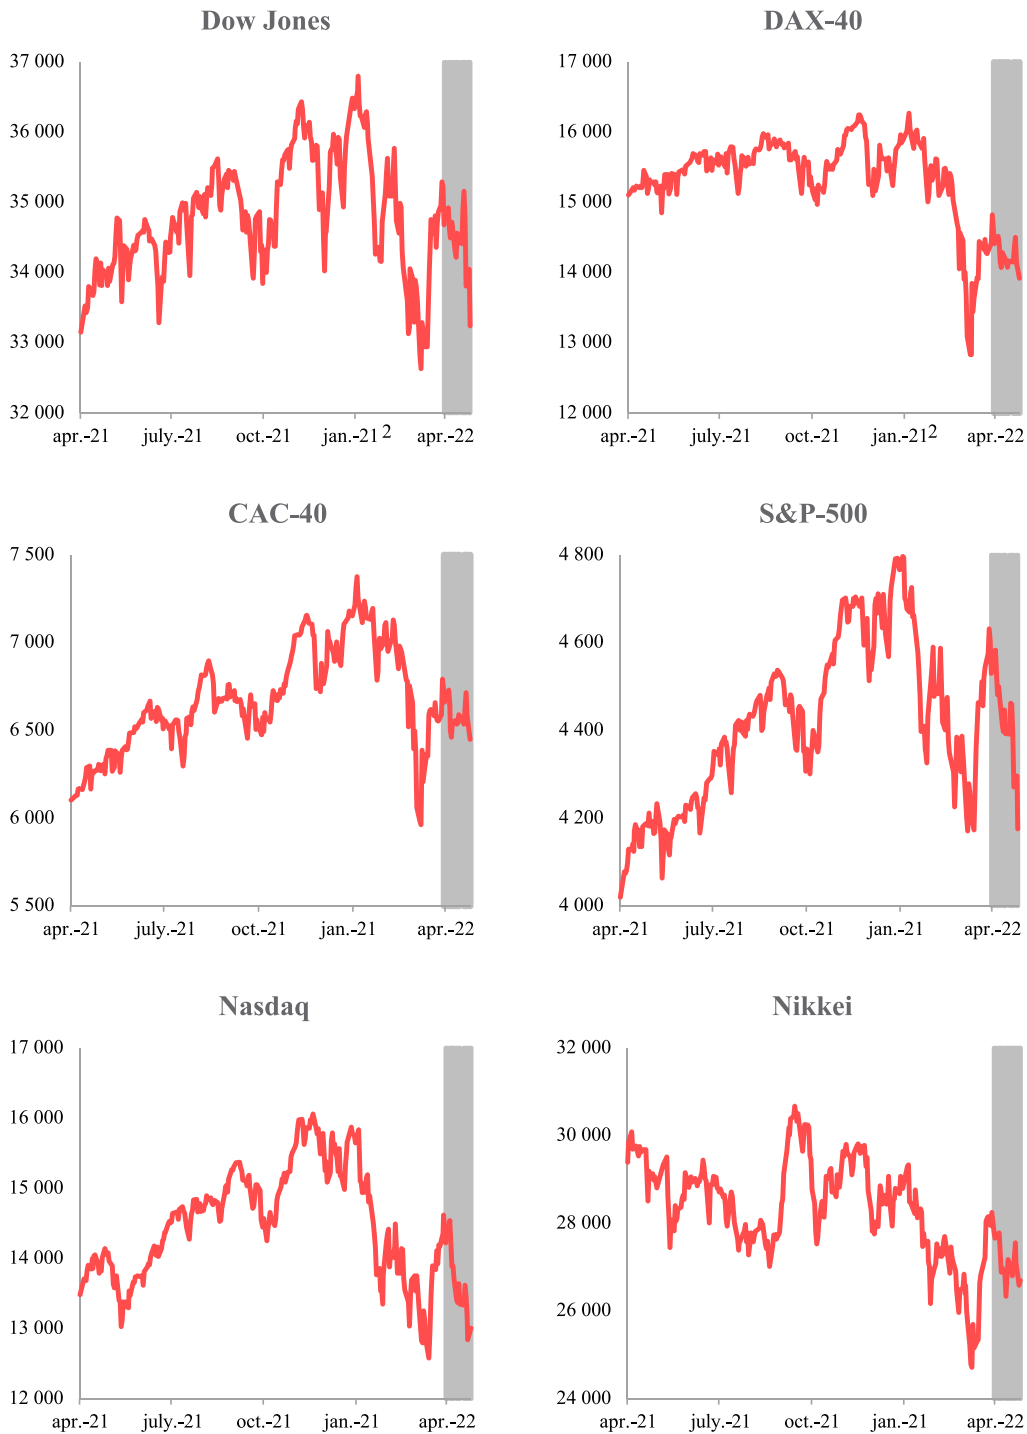 Dow Jones
37 000
36 000
35 000
34 000
33 000
32 000
apr.-21 july.-21 oct.-21 jan.-21 2 apr.-22
DAX-40
17 000
16 000
15 000
14 000
13 000
12 000
apr.-21 july.-21 oct.-21 jan.-21 2 apr.-22
CAC-40
7 500
7 000
6 500
6 000
5 500
apr.-21 july.-21 oct.-21 jan.-21 apr.-22
S&P-500
4 800
4 600
4 400
4 200
4 000
apr.-21 july.-21 oct.-21 jan.-21 apr.-22
Nasdaq
17 000
16 000
15 000
14 000
13 000
12 000
apr.-21 july.-21 oct.-21 jan.-21 apr.-22
Nikkei
32 000
30 000
28 000
26 000
24 000
apr.-21 july.-21 oct.-21 jan.-21 apr.-22